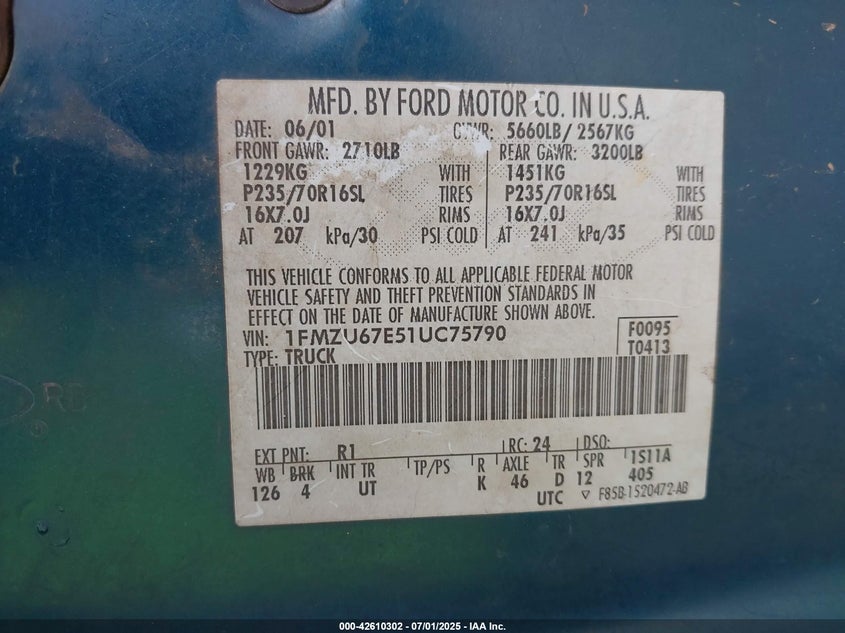 MFD. BY FORD MOTOR CO. IN U.S.A.
DATE: 06/01 GVWR: 5660LB/ 2567KG
FRONT GAWR: 2710LB REAR GAWR: 3200LB
1229KG WITH 1451KG WITH
P235/70R16SL TIRES P235/70R16SL TIRES
16X7.0J RIMS 16X7.0J RIMS
AT 207 kPa/30 PSI COLD AT 241 kPa/35 PSI COLD
THIS VEHICLE CONFORMS TO ALL APPLICABLE FEDERAL MOTOR
VEHICLE SAFETY AND THEFT PREVENTION STANDARDS IN
EFFECT ON THE DATE OF MANUFACTURE SHOWN ABOVE.
VIN: 1FMZU67E51UC75790 F0095
TYPE: TRUCK T0413
EXT PNT: R1 RC: 24 DSO:
WB BRK INT TR TP/PS R AXLE TR SPR 1S11A
126 4 UT K 46 D 12 405
UTC F85B-1520472-AB
000-42610302 - 07/01/2025 - IAA Inc.